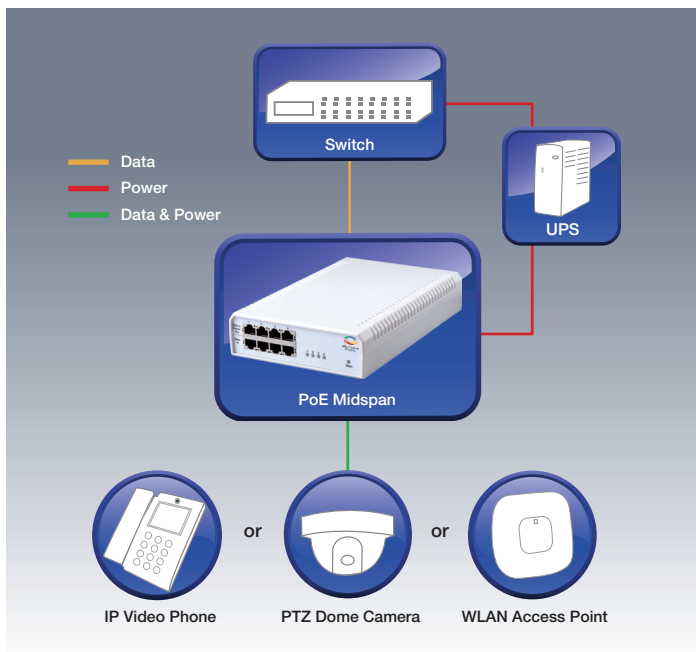 Switch
Data
Power
Data & Power
UPS
PoE Midspan
or
or
IP Video Phone
PTZ Dome Camera
WLAN Access Point